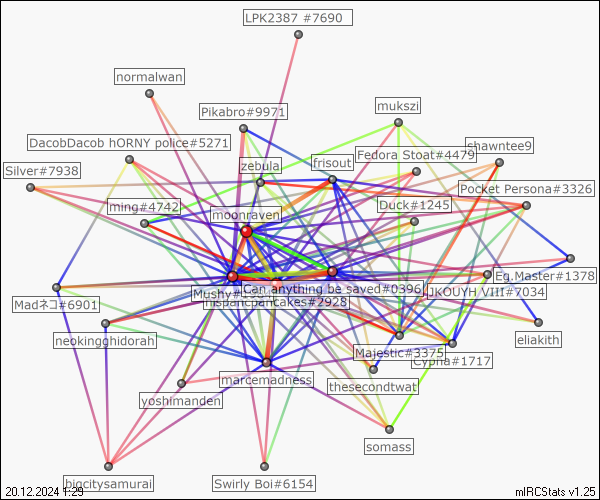 LPK2387 #7690
normalwan
Pikabro#9971
mukszi
DacobDacob hORNY police#5271
shawntee9
Fedora Stoat#4479
zebula
frisout
Silver#7938
Pocket Persona#3326
ming#4742
Duck#1245
moonraven
Eg.Master#1378
Can anything be saved#0396
JKOUYH VIII#7034
Mushy
pancakes#2928
Madネコ#6901
neokingghidorah
eliakith
Majestic#3375
Cypha#1717
marcemadness
thesecondtwat
yoshimanden
somass
bigcitysamurai
Swirly Boi#6154
20.12.2024 1:29
mIRCStats v1.25